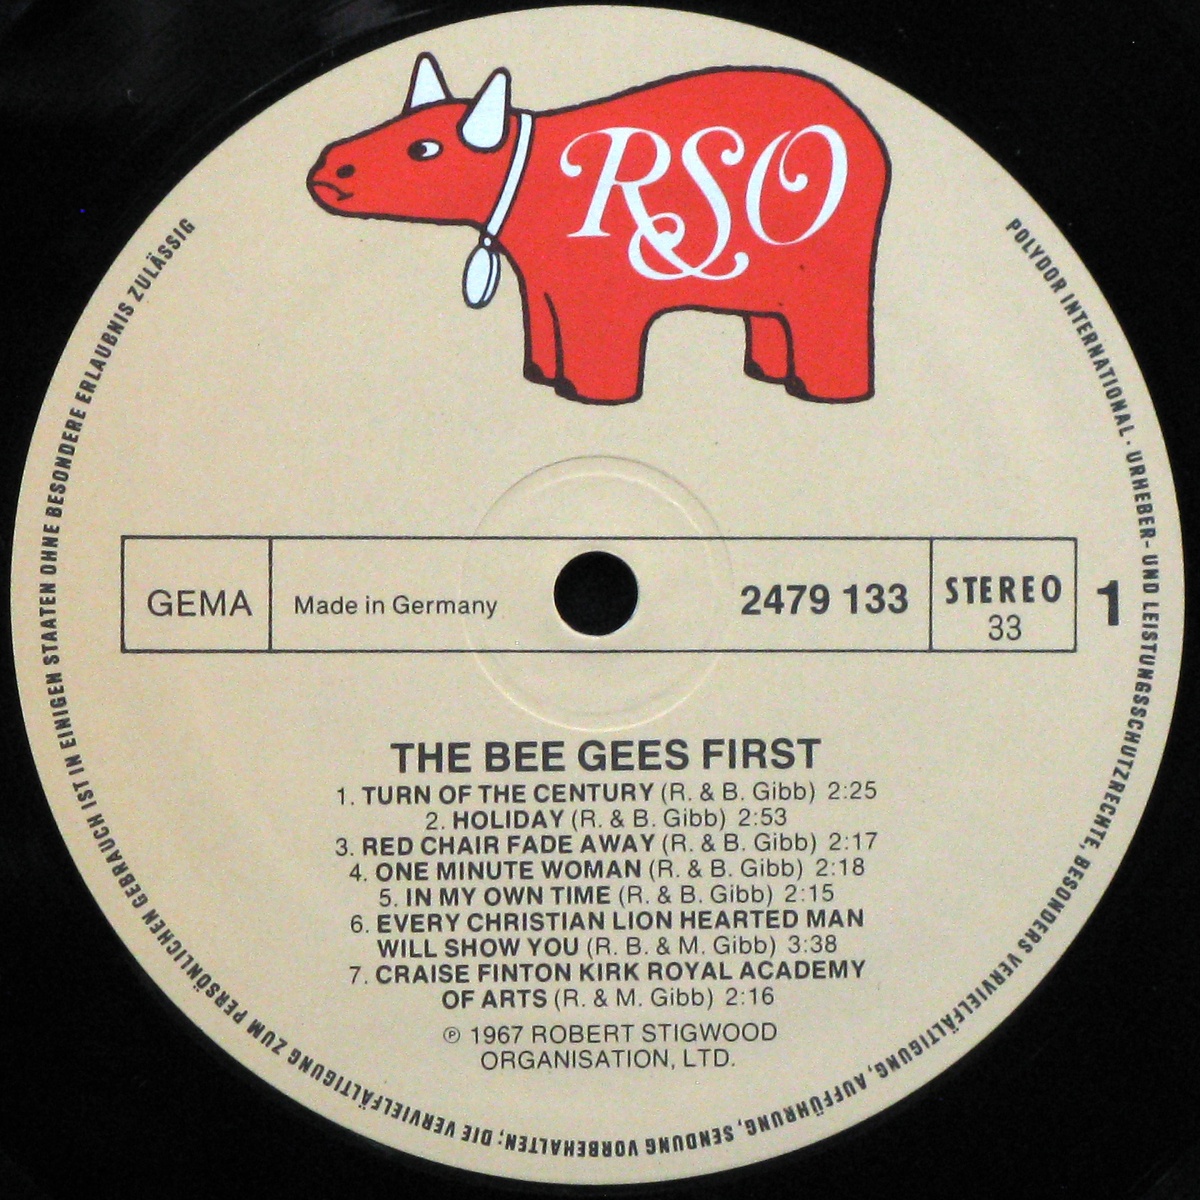 RSO
GEMA
Made in Germany
2479 133
STEREO
33
1
THE BEE GEES FIRST
1. TURN OF THE CENTURY (R. & B. Gibb) 2:25
2. HOLIDAY (R. & B. Gibb) 2:53
3. RED CHAIR FADE AWAY (R. & B. Gibb) 2:17
4. ONE MINUTE WOMAN (R. & B. Gibb) 2:18
5. IN MY OWN TIME (R. & B. Gibb) 2:15
6. EVERY CHRISTIAN LION HEARTED MAN
WILL SHOW YOU (R. B. & M. Gibb) 3:38
7. CRAISE FINTON KIRK ROYAL ACADEMY
OF ARTS (R. & M. Gibb) 2:16
℗ 1967 ROBERT STIGWOOD
ORGANISATION, LTD.
POLYDOR INTERNATIONAL · URHEBER- UND LEISTUNGSSCHUTZRECHTE, BESONDERS VERVIELFÄLTIGUNG, AUFFÜHRUNG, SENDUNG VORBEHALTEN; DIE VERVIELFÄLTIGUNG ZUM PERSÖNLICHEN GEBRAUCH IST IN EINIGEN STAATEN OHNE BESONDERE ERLAUBNIS ZULÄSSIG